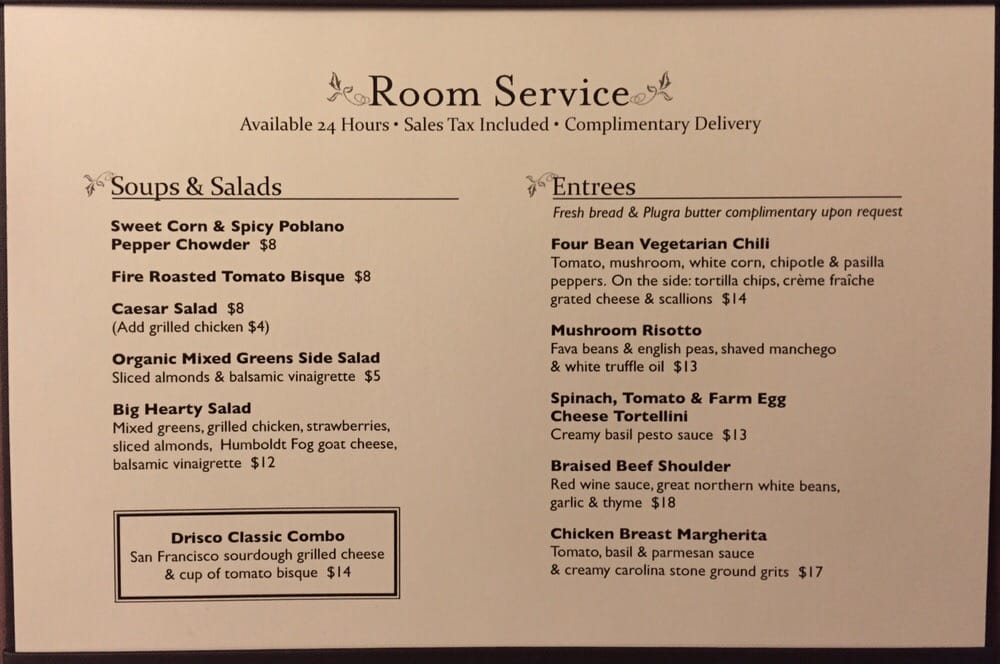 Room Service
Available 24 Hours • Sales Tax Included • Complimentary Delivery
Soups & Salads
Sweet Corn & Spicy Poblano
Pepper Chowder $8
Fire Roasted Tomato Bisque $8
Caesar Salad $8
(Add grilled chicken $4)
Organic Mixed Greens Side Salad
Sliced almonds & balsamic vinaigrette $5
Big Hearty Salad
Mixed greens, grilled chicken, strawberries,
sliced almonds, Humboldt Fog goat cheese,
balsamic vinaigrette $12
Drisco Classic Combo
San Francisco sourdough grilled cheese
& cup of tomato bisque $14
Entrees
Fresh bread & Plugra butter complimentary upon request
Four Bean Vegetarian Chili
Tomato, mushroom, white corn, chipotle & pasilla
peppers. On the side: tortilla chips, crème fraîche
grated cheese & scallions $14
Mushroom Risotto
Fava beans & english peas, shaved manchego
& white truffle oil $13
Spinach, Tomato & Farm Egg
Cheese Tortellini
Creamy basil pesto sauce $13
Braised Beef Shoulder
Red wine sauce, great northern white beans,
garlic & thyme $18
Chicken Breast Margherita
Tomato, basil & parmesan sauce
& creamy carolina stone ground grits $17